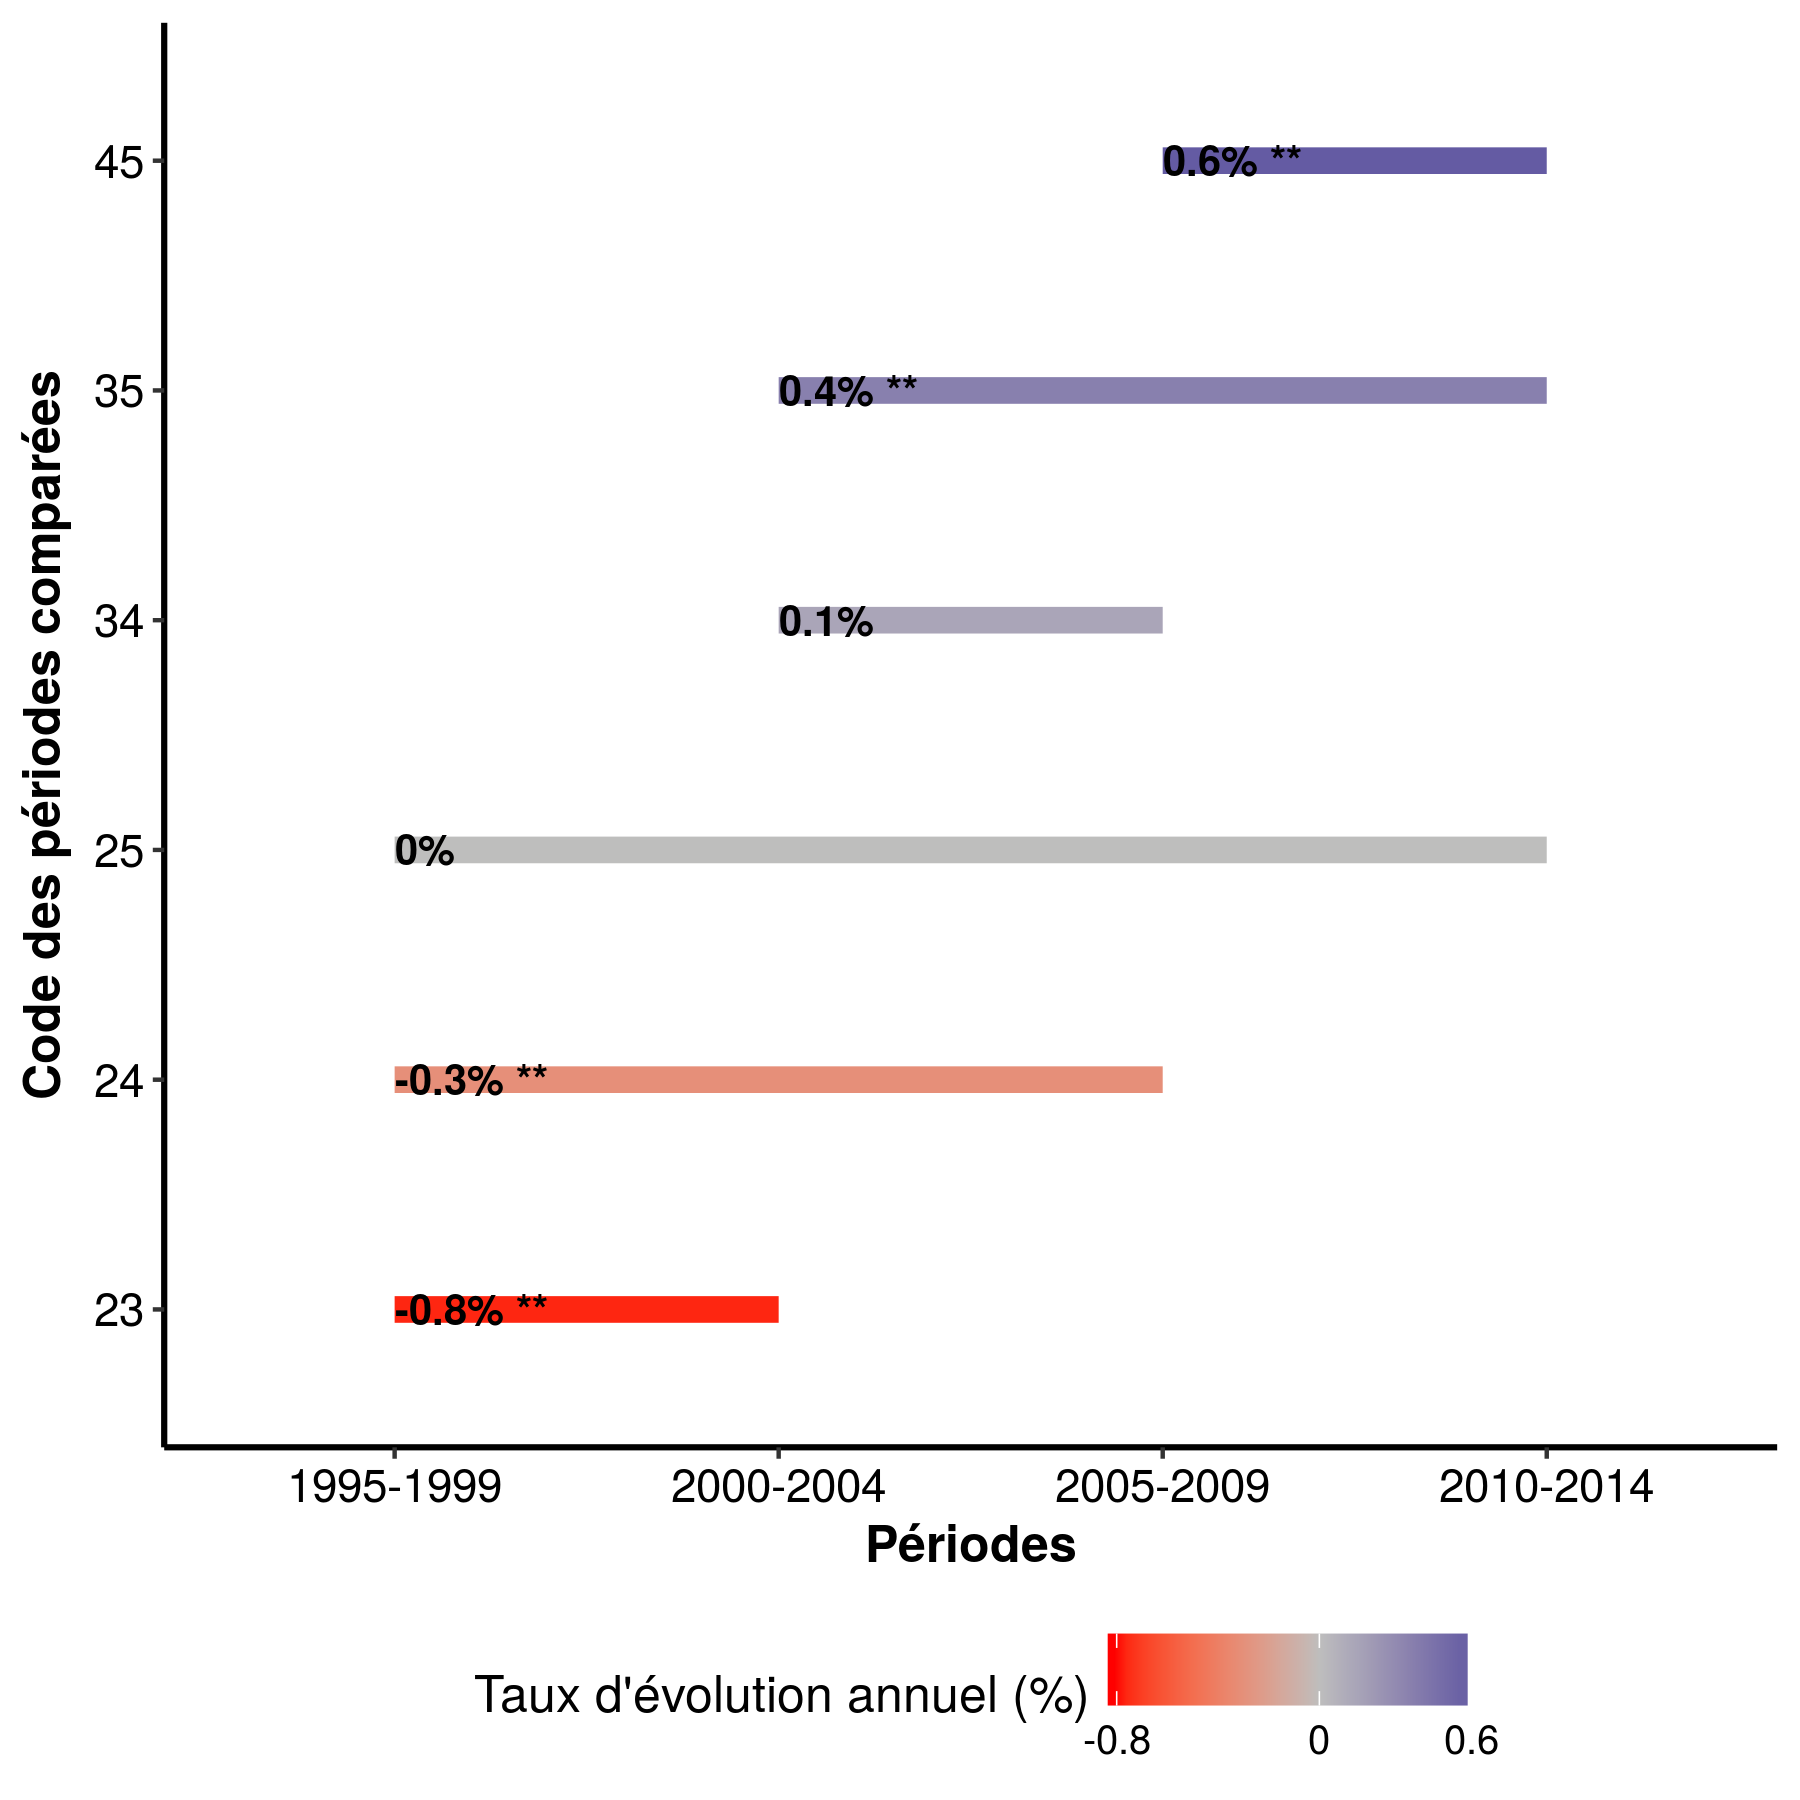 Code des périodes comparées
45
0.6% **
35
0.4% **
34
0.1%
25
0%
24
-0.3% **
23
-0.8% **
1995-1999 2000-2004 2005-2009 2010-2014
Périodes
Taux d'évolution annuel (%)
-0.8 0 0.6